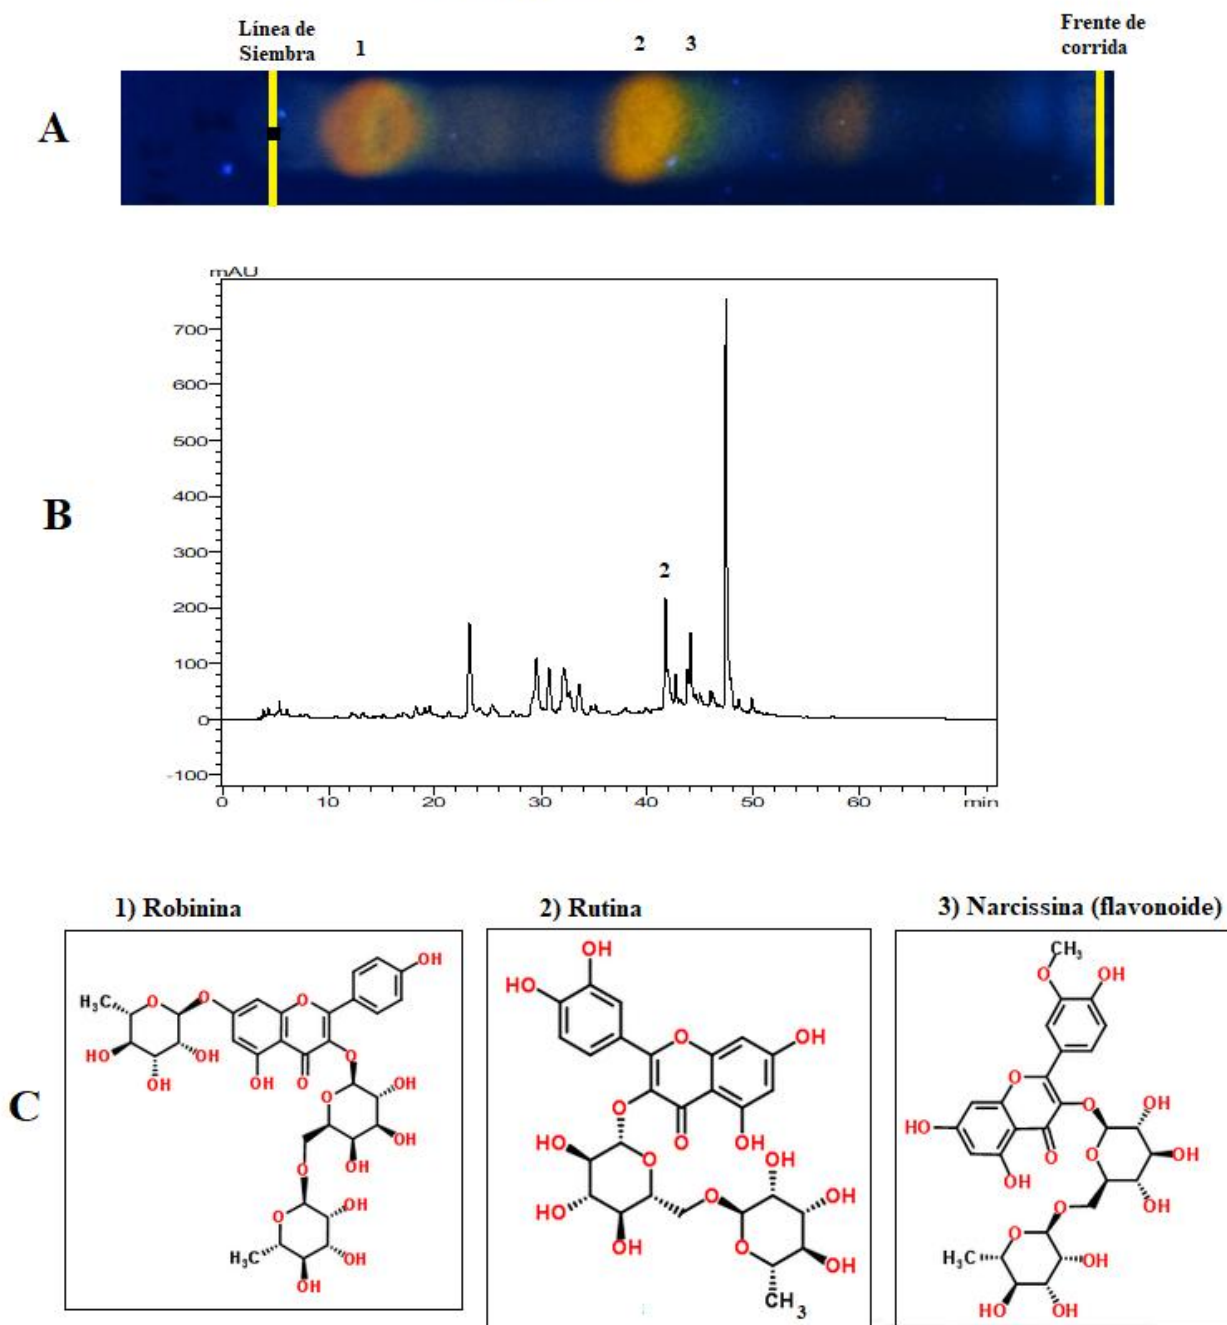 Línea de
Siembra
1
2
3
Frente de
corrida
A
mAU
700
600
500
400
300
200
100
0
-100
0
10
20
30
40
50
60
min
2
B
1) Robinina
2) Rutina
3) Narcissina (flavonoide)
C
OH
H₃C
O
O
O
HO
OH
OH
OH
O
O
O
OH
OH
OH
O
O
OH
H₃C
OH
OH
OH
HO
O
OH
OH
O
O
OH
HO
O
OH
HO
O
OH
HO
OH
O
OH
CH₃
CH₃
O
OH
O
HO
O
OH
OH
O
O
OH
OH
O
O
H₃C
OH
HO
OH